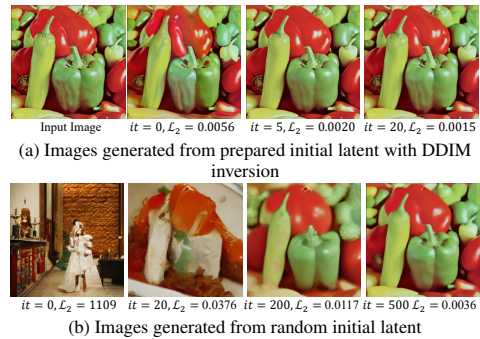 Input Image
it = 0, ℒ₂ = 0.0056
it = 5, ℒ₂ = 0.0020
it = 20, ℒ₂ = 0.0015
(a) Images generated from prepared initial latent with DDIM
inversion
it = 0, ℒ₂ = 1109
it = 20, ℒ₂ = 0.0376
it = 200, ℒ₂ = 0.0117
it = 500 ℒ₂ = 0.0036
(b) Images generated from random initial latent